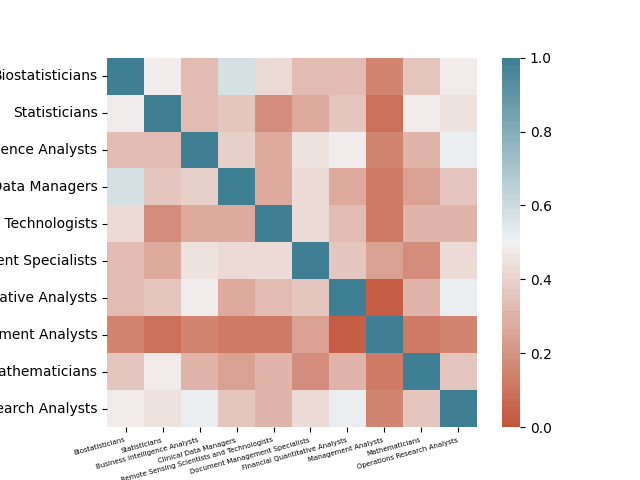 Biostatisticians
Statisticians
ence Analysts
Data Managers
Technologists
ent Specialists
ative Analysts
ment Analysts
athematicians
earch Analysts
1.0
0.8
0.6
0.4
0.2
0.0
Biostatisticians
Statisticians
Business Intelligence Analysts
Clinical Data Managers
Remote Sensing Scientists and Technologists
Document Management Specialists
Financial Quantitative Analysts
Management Analysts
Mathematicians
Operations Research Analysts